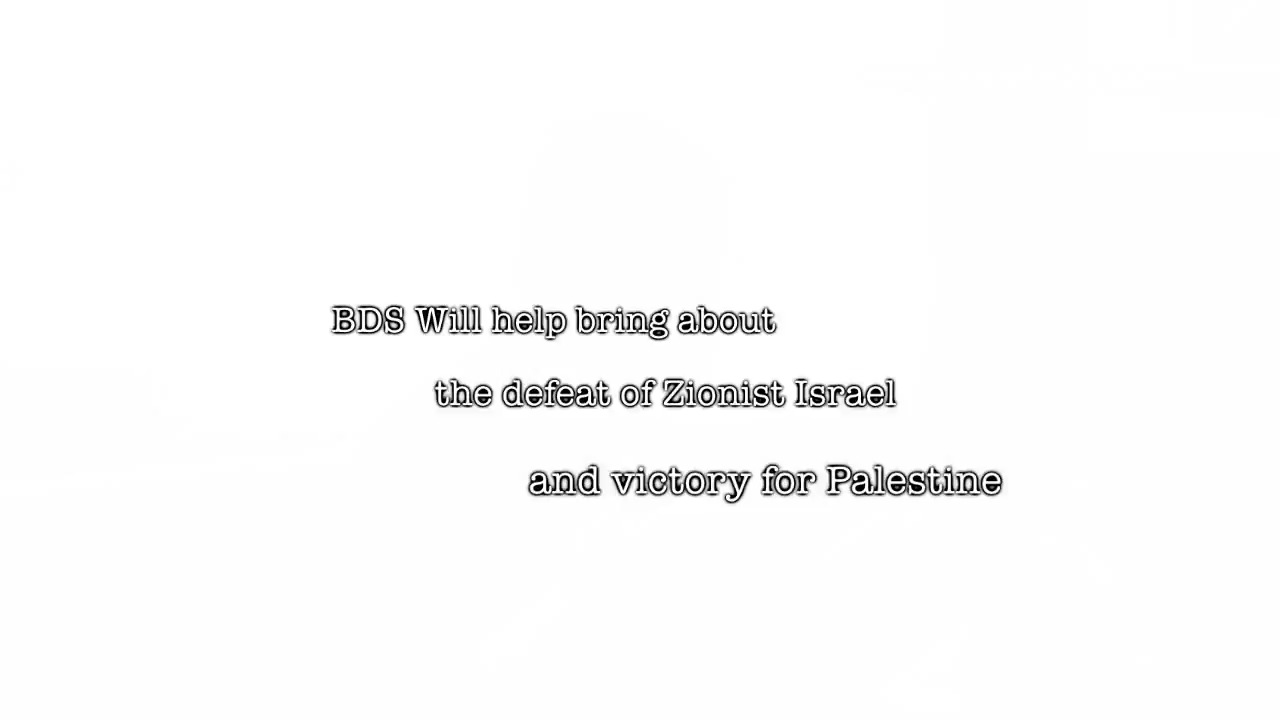 BDS Will help bring about
the defeat of Zionist Israel
and victory for Palestine